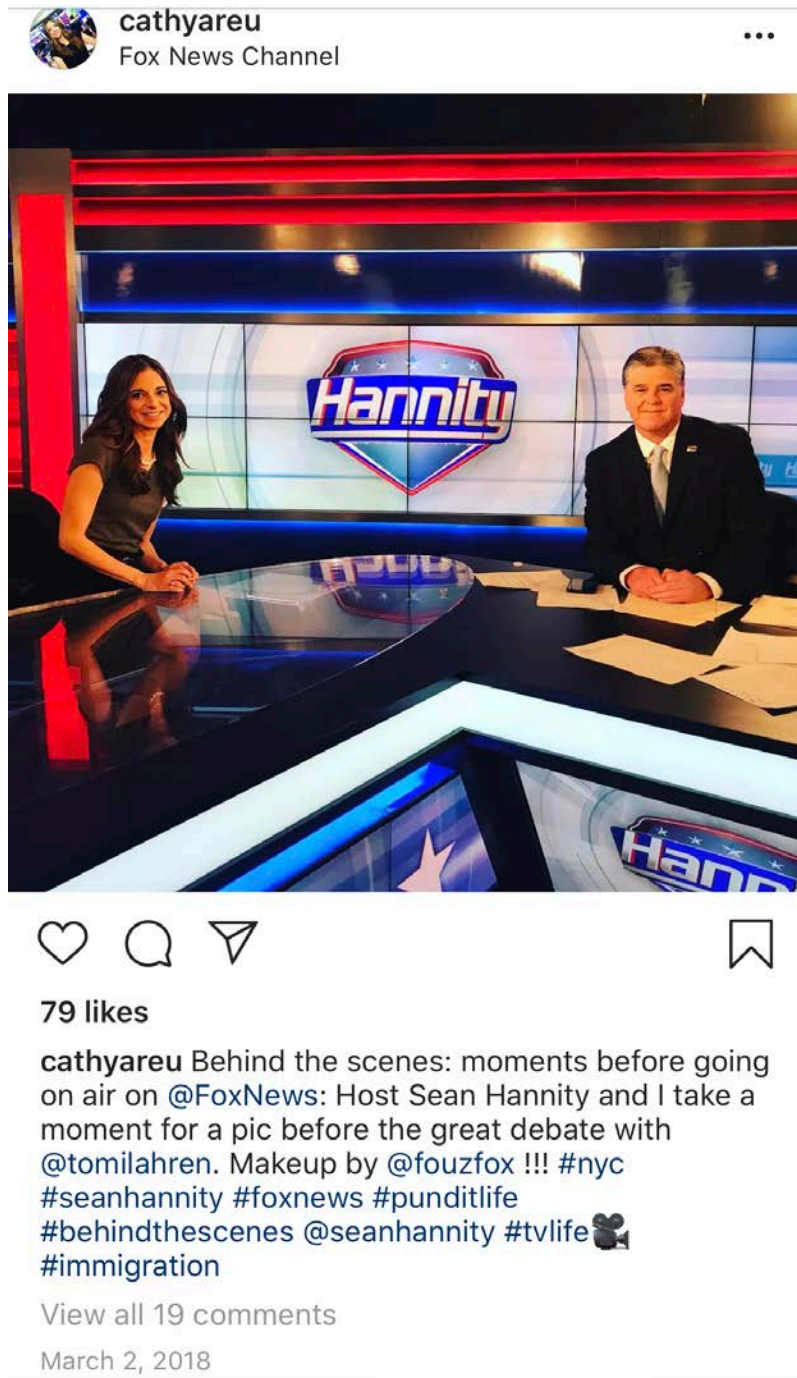 cathyareu
Fox News Channel
Hannity
Hann
79 likes
cathyareu Behind the scenes: moments before going
on air on @FoxNews: Host Sean Hannity and I take a
moment for a pic before the great debate with
@tomilahren. Makeup by @fouzfox !!! #nyc
#seanhannity #foxnews #punditlife
#behindthescenes @seanhannity #tvlife🎥
#immigration
View all 19 comments
March 2, 2018